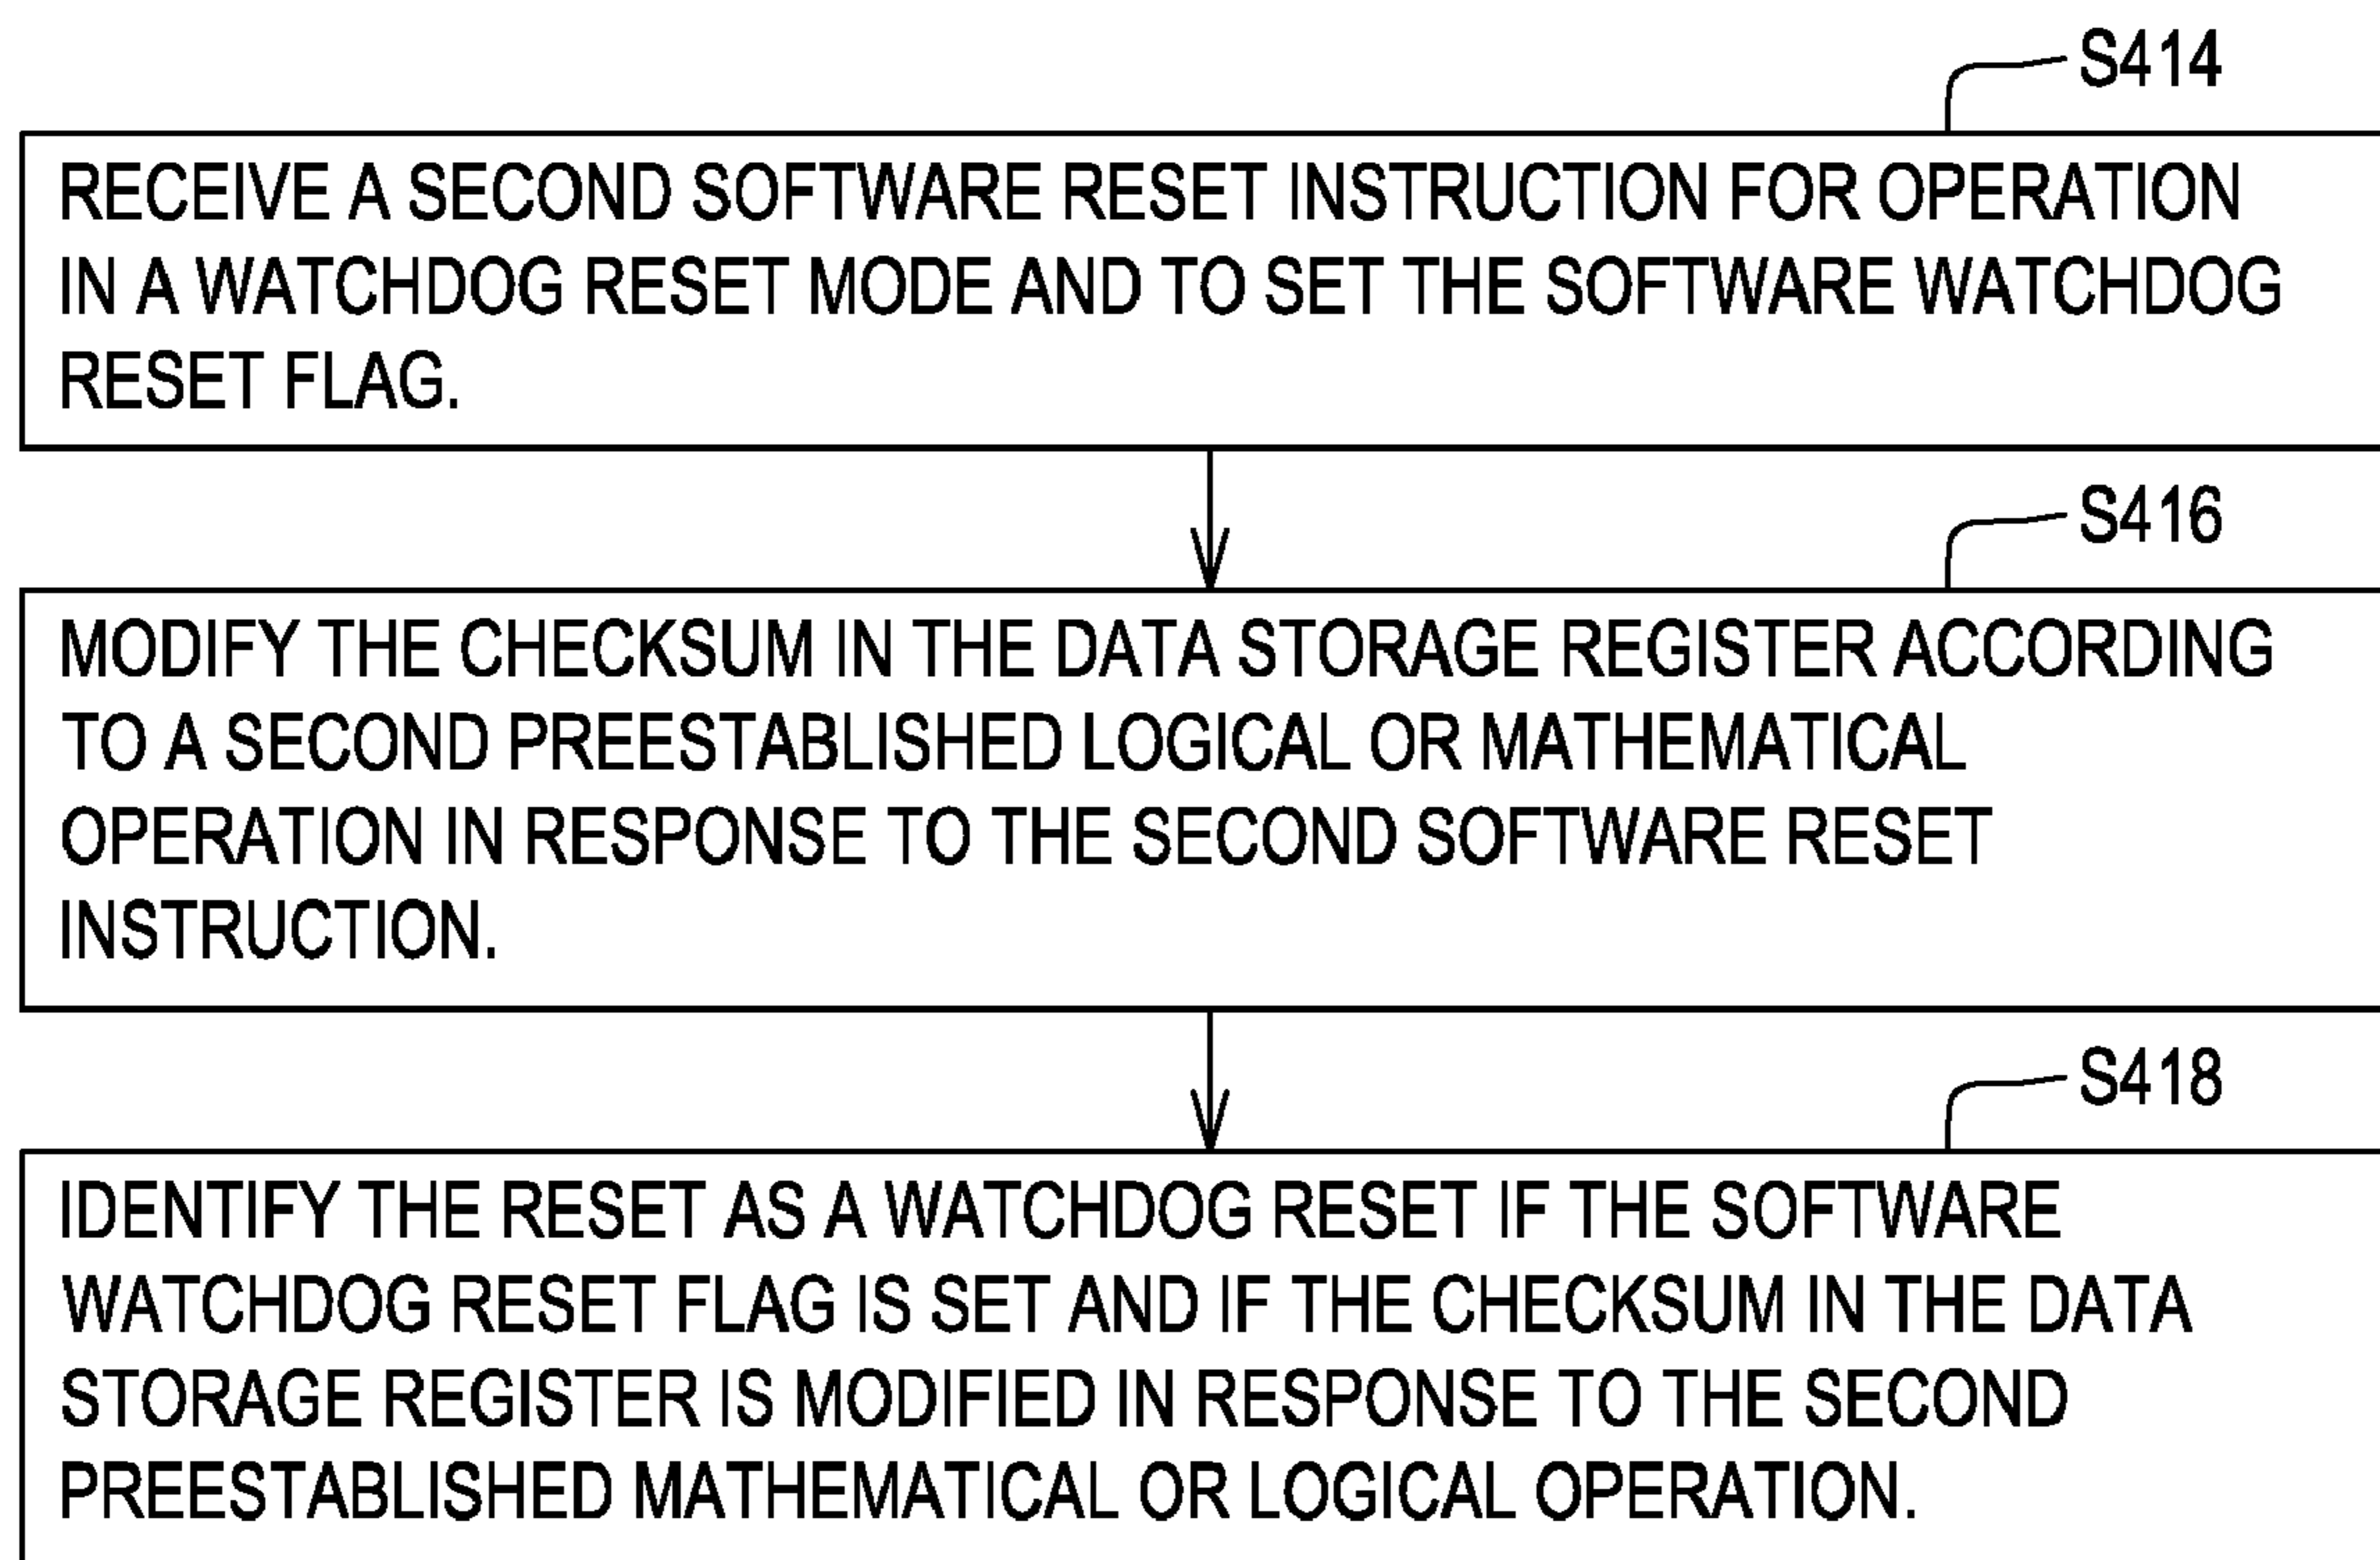 S414
RECEIVE A SECOND SOFTWARE RESET INSTRUCTION FOR OPERATION
IN A WATCHDOG RESET MODE AND TO SET THE SOFTWARE WATCHDOG
RESET FLAG.
S416
MODIFY THE CHECKSUM IN THE DATA STORAGE REGISTER ACCORDING
TO A SECOND PREESTABLISHED LOGICAL OR MATHEMATICAL
OPERATION IN RESPONSE TO THE SECOND SOFTWARE RESET
INSTRUCTION.
S418
IDENTIFY THE RESET AS A WATCHDOG RESET IF THE SOFTWARE
WATCHDOG RESET FLAG IS SET AND IF THE CHECKSUM IN THE DATA
STORAGE REGISTER IS MODIFIED IN RESPONSE TO THE SECOND
PREESTABLISHED MATHEMATICAL OR LOGICAL OPERATION.